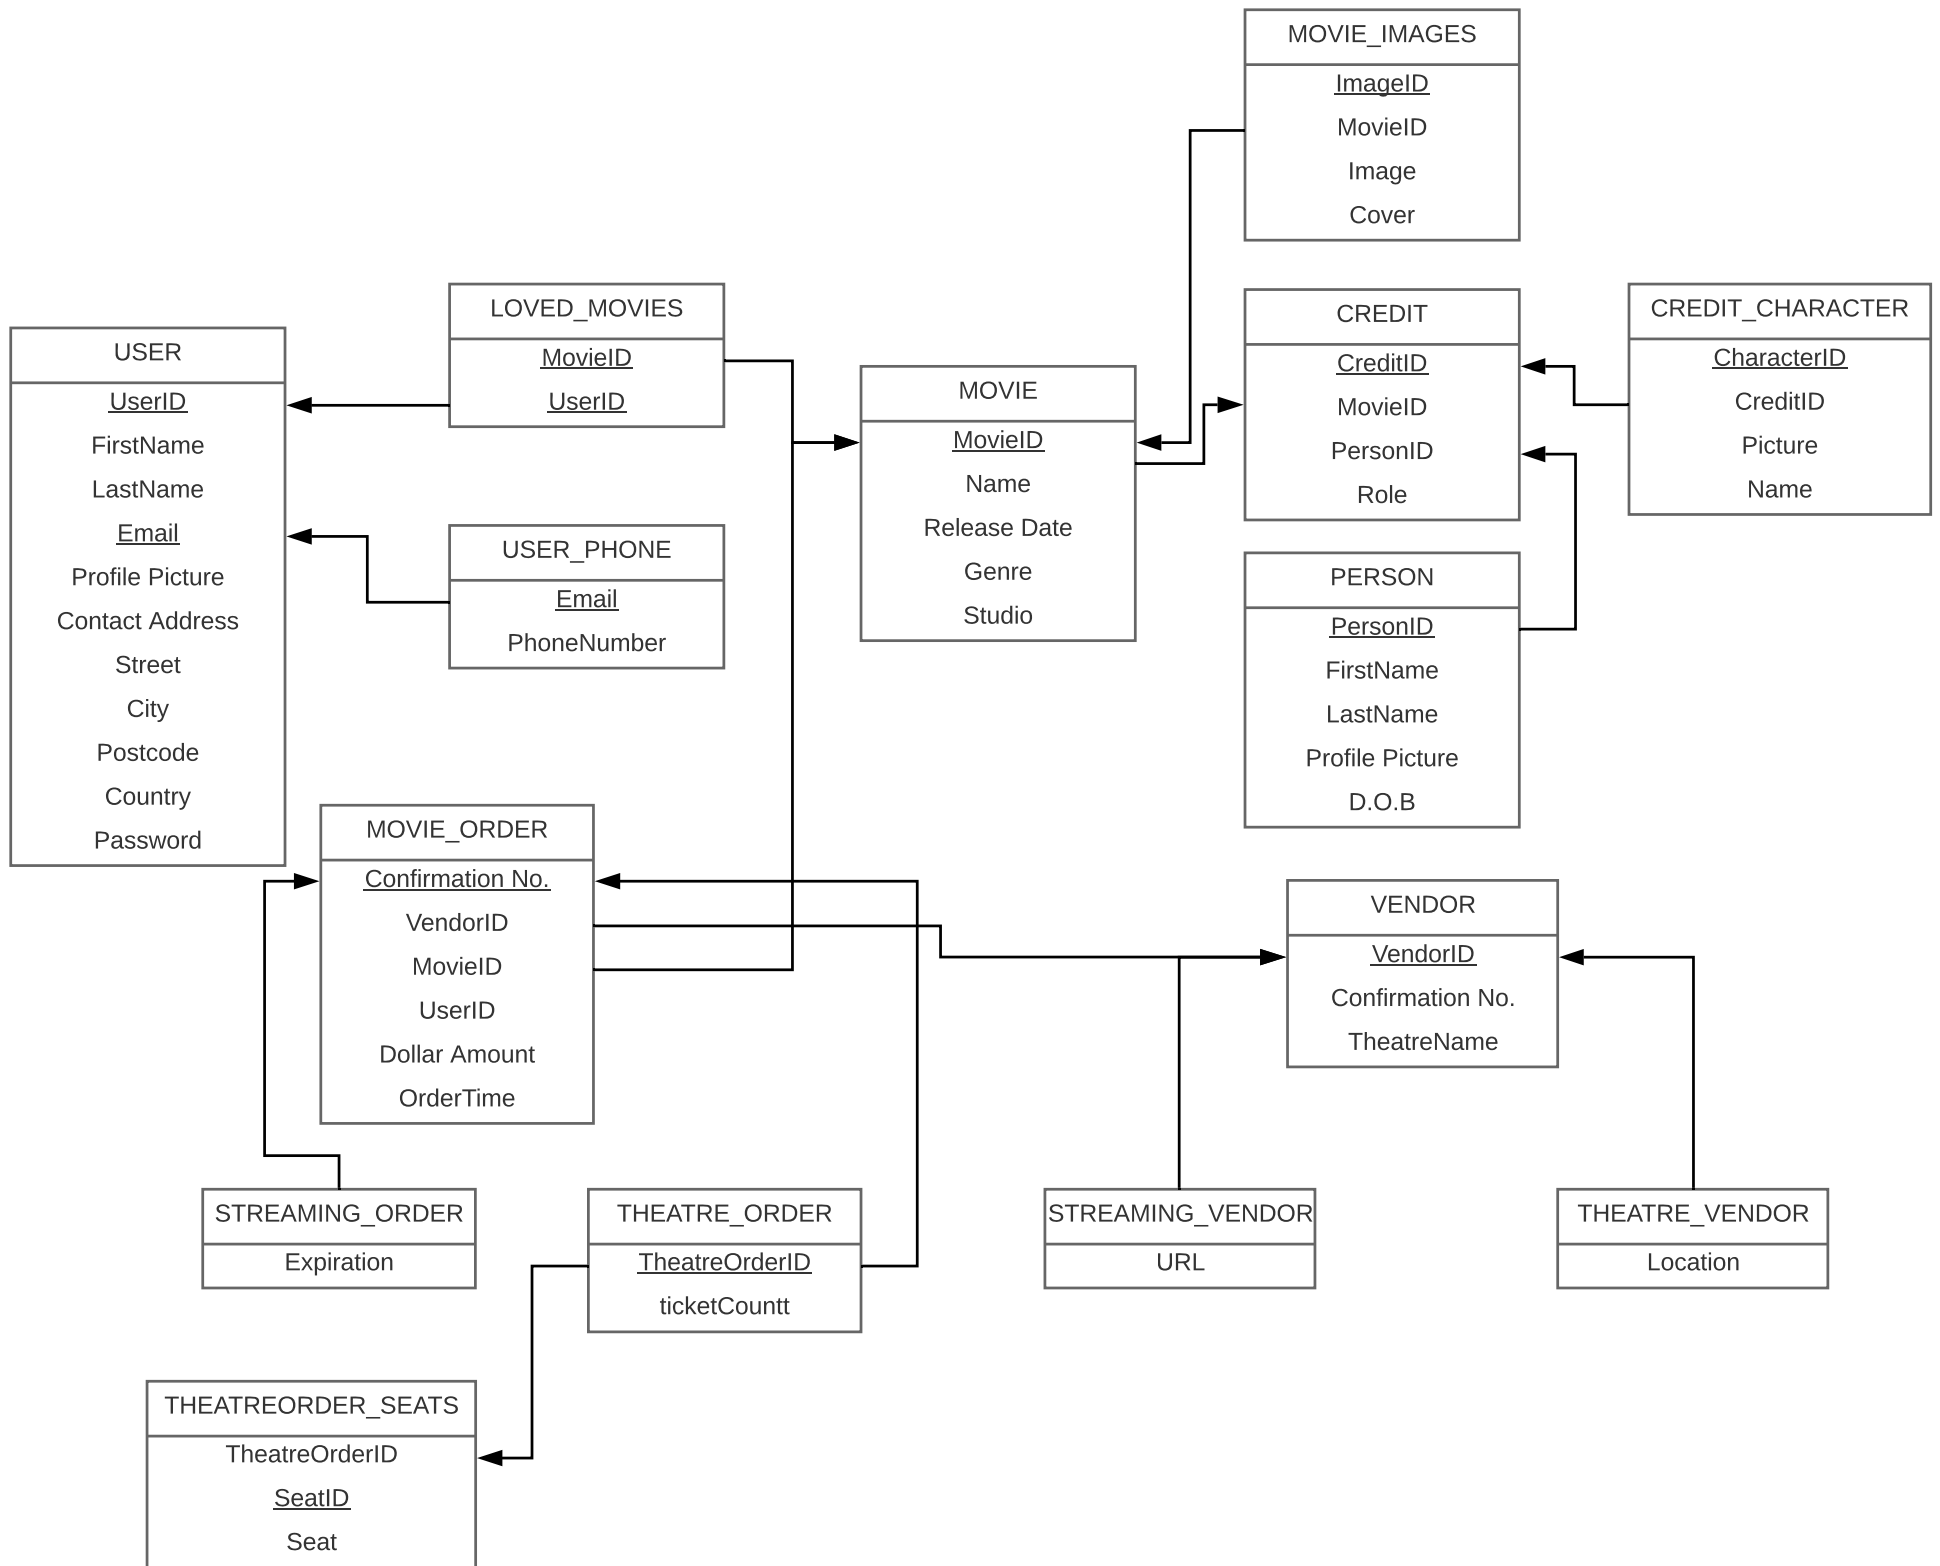 MOVIE_IMAGES
ImageID
MovieID
Image
Cover
LOVED_MOVIES
MovieID
UserID
CREDIT
CreditID
MovieID
PersonID
Role
CREDIT_CHARACTER
CharacterID
CreditID
Picture
Name
USER
UserID
FirstName
LastName
Email
Profile Picture
Contact Address
Street
City
Postcode
Country
Password
MOVIE
MovieID
Name
Release Date
Genre
Studio
USER_PHONE
Email
PhoneNumber
PERSON
PersonID
FirstName
LastName
Profile Picture
D.O.B
MOVIE_ORDER
Confirmation No.
VendorID
MovieID
UserID
Dollar Amount
OrderTime
VENDOR
VendorID
Confirmation No.
TheatreName
STREAMING_ORDER
Expiration
THEATRE_ORDER
TheatreOrderID
ticketCountt
STREAMING_VENDOR
URL
THEATRE_VENDOR
Location
THEATREORDER_SEATS
TheatreOrderID
SeatID
Seat